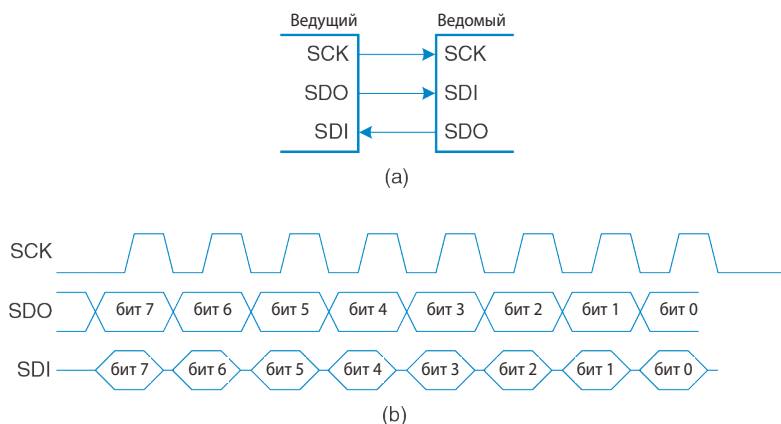 Ведущий Ведомый
SCK SCK
SDO SDI
SDI SDO
(a)
SCK
SDO бит 7 бит 6 бит 5 бит 4 бит 3 бит 2 бит 1 бит 0
SDI бит 7 бит 6 бит 5 бит 4 бит 3 бит 2 бит 1 бит 0
(b)